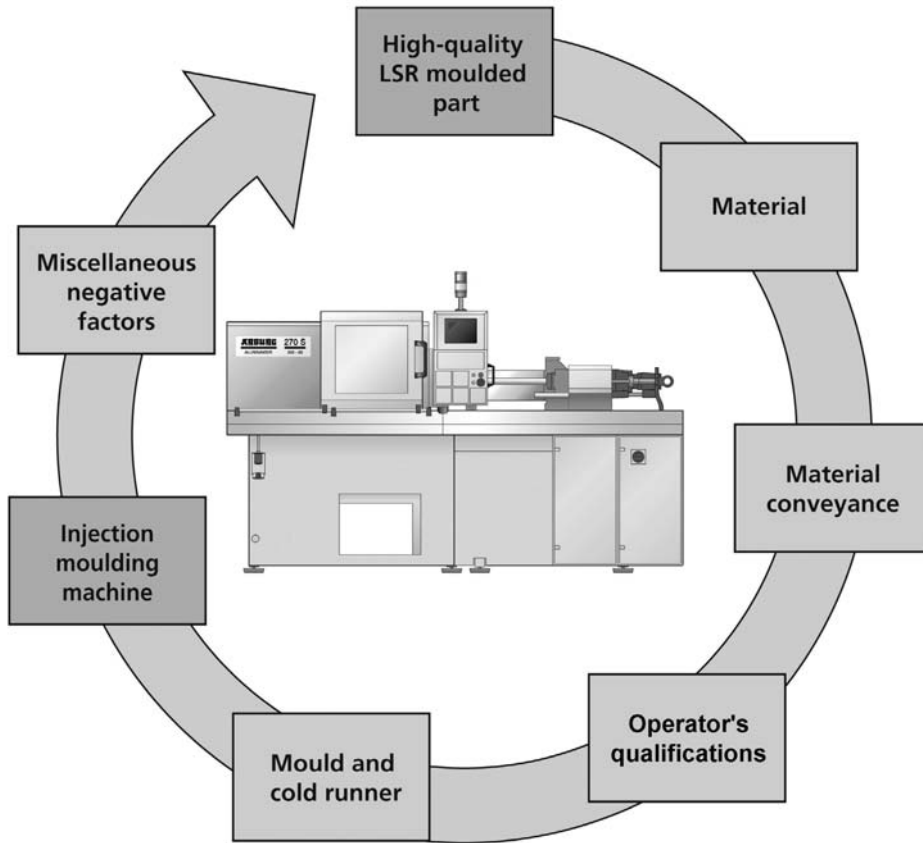 High-quality
LSR moulded
part
Material
Material
conveyance
Operator's
qualifications
Mould and
cold runner
Injection
moulding
machine
Miscellaneous
negative
factors
ARBURG 270 S
ALLROUNDER